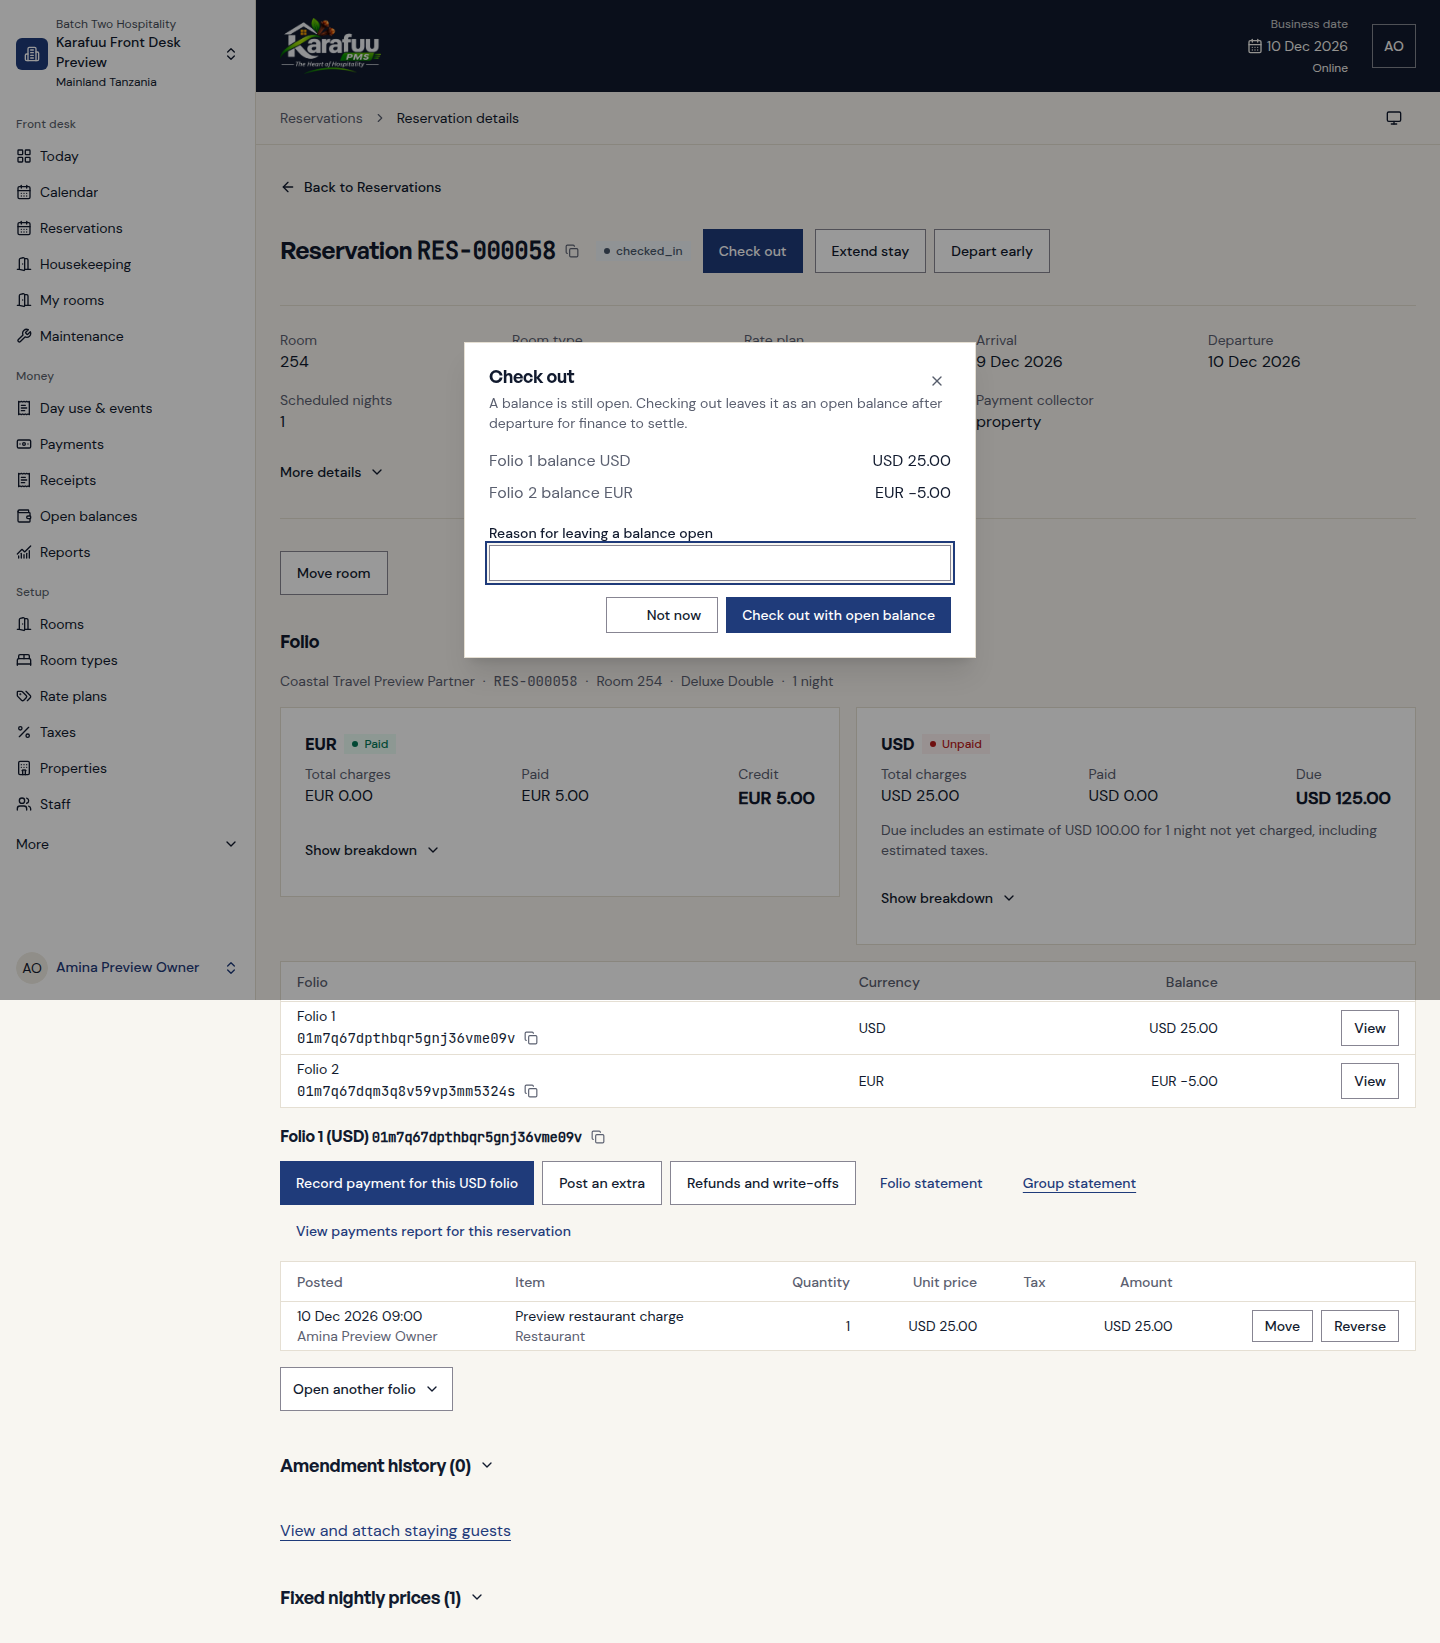 Batch Two Hospitality
Karafuu Front Desk
Preview
Mainland Tanzania
Front desk
Today
Calendar
Reservations
Housekeeping
My rooms
Maintenance
Money
Day use & events
Payments
Receipts
Open balances
Reports
Setup
Rooms
Room types
Rate plans
Taxes
Properties
Staff
More
AO Amina Preview Owner
Karafuu
PMS
The Heart of Hospitality
Business date
10 Dec 2026
Online
AO
Reservations > Reservation details
Back to Reservations
Reservation RES-000058 checked_in Check out Extend stay Depart early
Room Room type Rate plan Arrival Departure
254 9 Dec 2026 10 Dec 2026
Scheduled nights Payment collector
1 property
More details
Check out
A balance is still open. Checking out leaves it as an open balance after
departure for finance to settle.
Folio 1 balance USD USD 25.00
Folio 2 balance EUR EUR -5.00
Reason for leaving a balance open
Not now Check out with open balance
Move room
Folio
Coastal Travel Preview Partner · RES-000058 · Room 254 · Deluxe Double · 1 night
EUR Paid
Total charges Paid Credit
EUR 0.00 EUR 5.00 EUR 5.00
Show breakdown
USD Unpaid
Total charges Paid Due
USD 25.00 USD 0.00 USD 125.00
Due includes an estimate of USD 100.00 for 1 night not yet charged, including
estimated taxes.
Show breakdown
Folio Currency Balance
Folio 1
01m7q67dpthbqr5gnj36vme09v USD USD 25.00 View
Folio 2
01m7q67dqm3q8v59vp3mm5324s EUR EUR -5.00 View
Folio 1 (USD) 01m7q67dpthbqr5gnj36vme09v
Record payment for this USD folio Post an extra Refunds and write-offs Folio statement Group statement
View payments report for this reservation
Posted Item Quantity Unit price Tax Amount
10 Dec 2026 09:00 Preview restaurant charge 1 USD 25.00 USD 25.00 Move Reverse
Amina Preview Owner Restaurant
Open another folio
Amendment history (0)
View and attach staying guests
Fixed nightly prices (1)